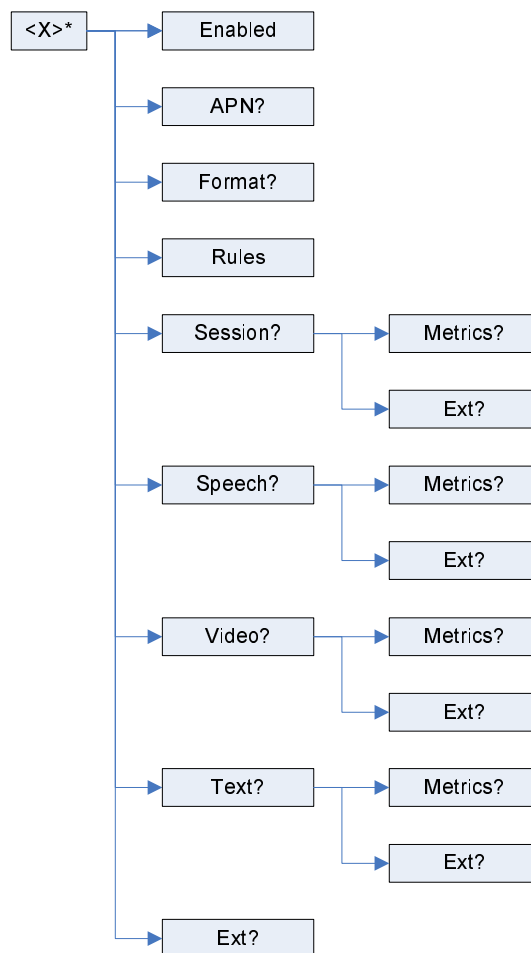 <X>*
Enabled
APN?
Format?
Rules
Session?
Metrics?
Ext?
Speech?
Metrics?
Ext?
Video?
Metrics?
Ext?
Text?
Metrics?
Ext?
Ext?